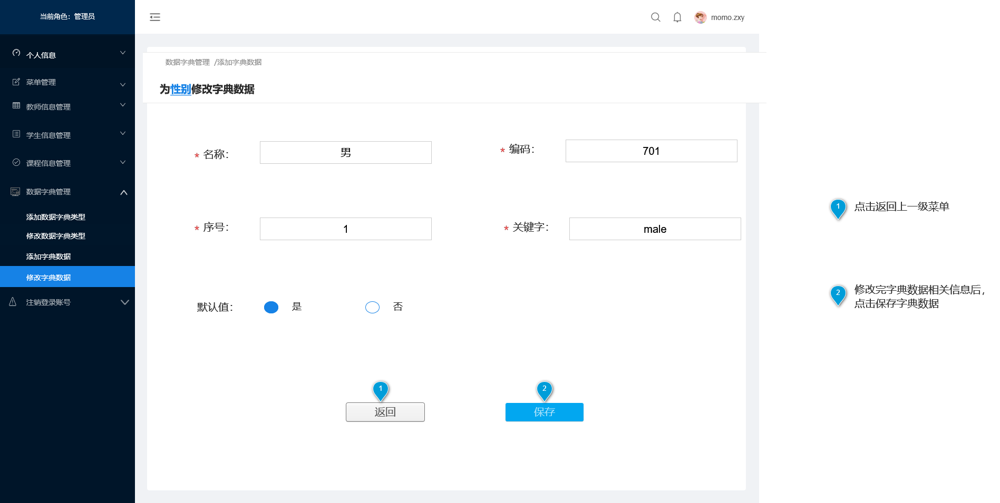 当前角色：管理员
momo.zxy
个人信息
菜单管理
教师信息管理
学生信息管理
课程信息管理
数据字典管理
添加数据字典类型
修改数据字典类型
添加字典数据
修改字典数据
注销登录账号
数据字典管理 /添加字典数据
为性别修改字典数据
* 名称： 男
* 编码： 701
* 序号： 1
* 关键字： male
默认值： 是 否
1
2
返回
保存
1 点击返回上一级菜单
2 修改完字典数据相关信息后，
点击保存字典数据